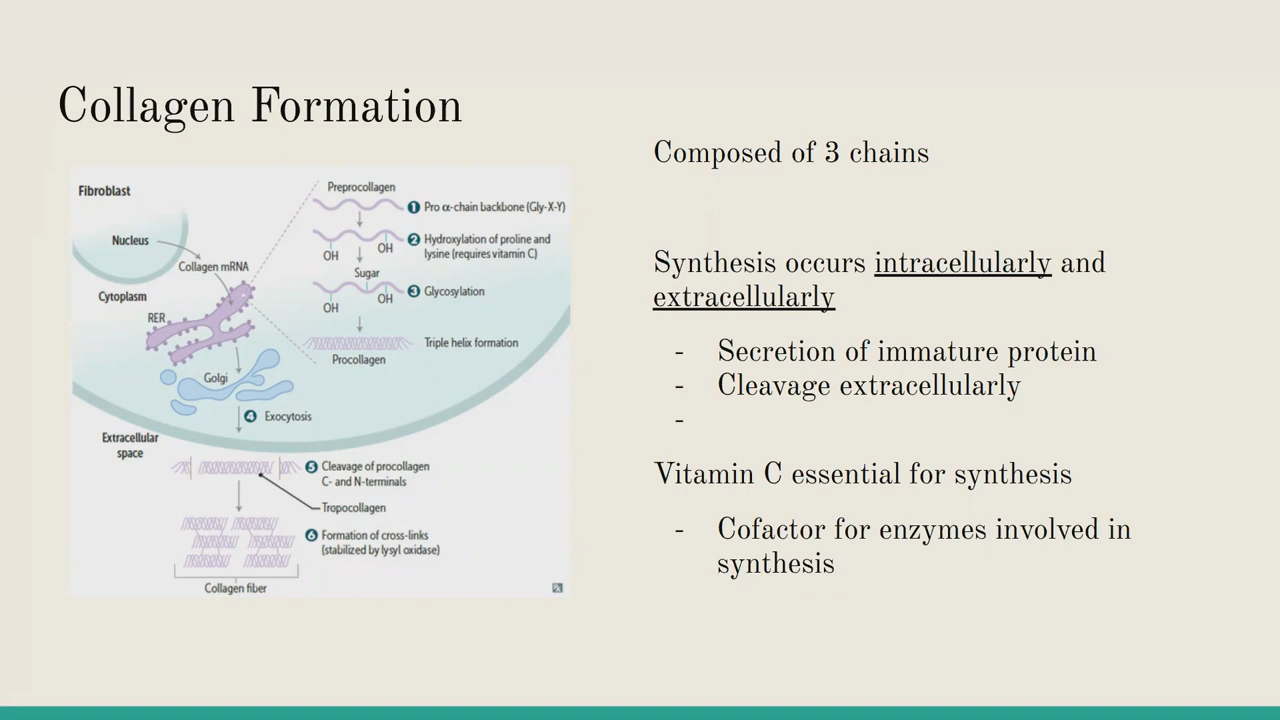 Collagen Formation
Fibroblast
Nucleus
Collagen mRNA
Cytoplasm
RER
Golgi
Preprocollagen
1 Pro α-chain backbone (Gly-X-Y)
2 Hydroxylation of proline and
lysine (requires vitamin C)
OH
OH
Sugar
3 Glycosylation
OH
OH
Triple helix formation
Procollagen
4 Exocytosis
Extracellular
space
5 Cleavage of procollagen
C- and N-terminals
Tropocollagen
6 Formation of cross-links
(stabilized by lysyl oxidase)
Collagen fiber
Composed of 3 chains
Synthesis occurs intracellularly and
extracellularly
- Secretion of immature protein
- Cleavage extracellularly
-
Vitamin C essential for synthesis
- Cofactor for enzymes involved in
synthesis